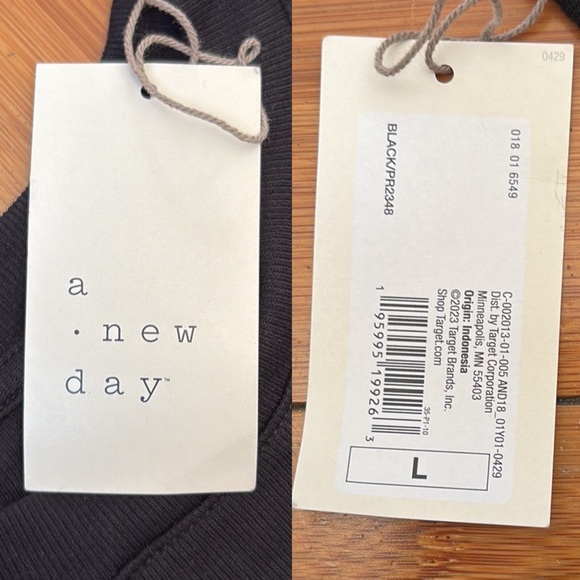 a
· new
day™
0429
018 01 6549
BLACK/PR2348
C-002013-01-005 AND18_01Y01-0429
Dist. by Target Corporation
Minneapolis, MN 55403
Origin: Indonesia
©2023 Target Brands, Inc.
Shop Target.com
35-P1-10
1 95995 19926 3
L